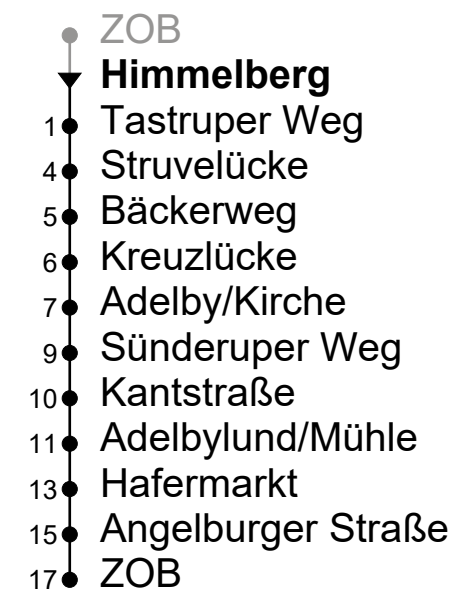 ZOB
Himmelberg
1 Tastruper Weg
4 Struvelücke
5 Bäckerweg
6 Kreuzlücke
7 Adelby/Kirche
9 Sünderuper Weg
10 Kantstraße
11 Adelbylund/Mühle
13 Hafermarkt
15 Angelburger Straße
17 ZOB